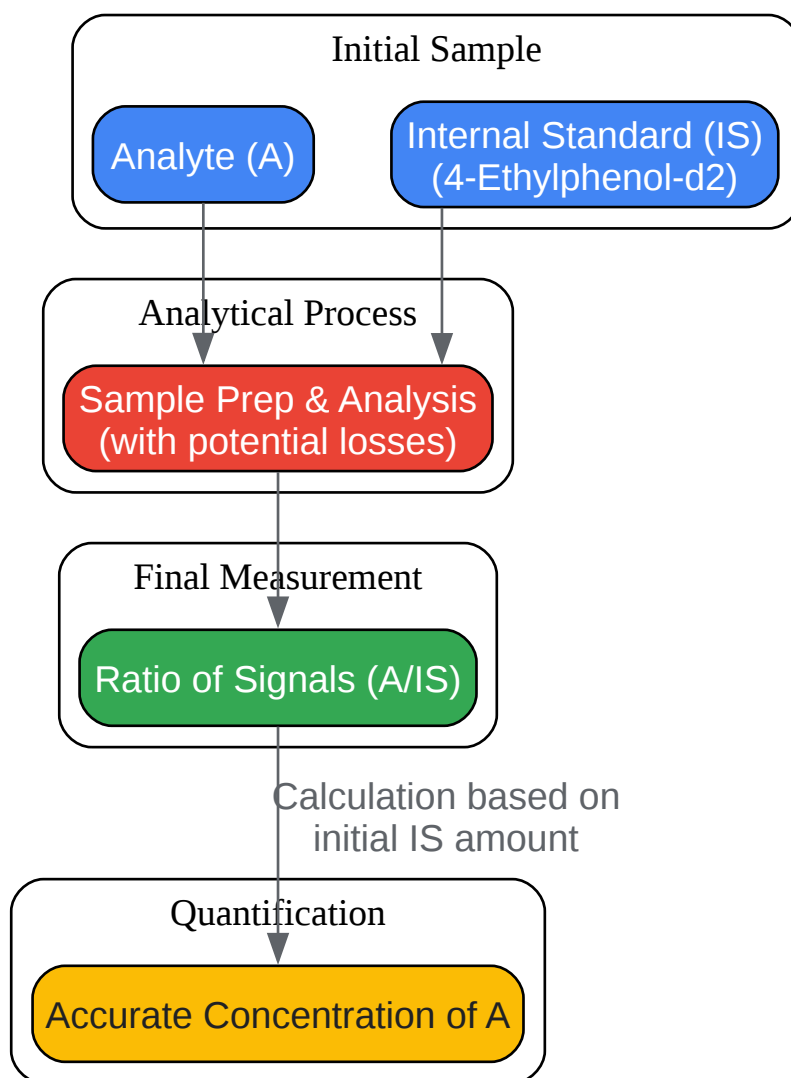 Initial Sample
Analyte (A)
Internal Standard (IS)
(4-Ethylphenol-d2)
Analytical Process
Sample Prep & Analysis
(with potential losses)
Final Measurement
Ratio of Signals (A/IS)
Calculation based on
initial IS amount
Quantification
Accurate Concentration of A